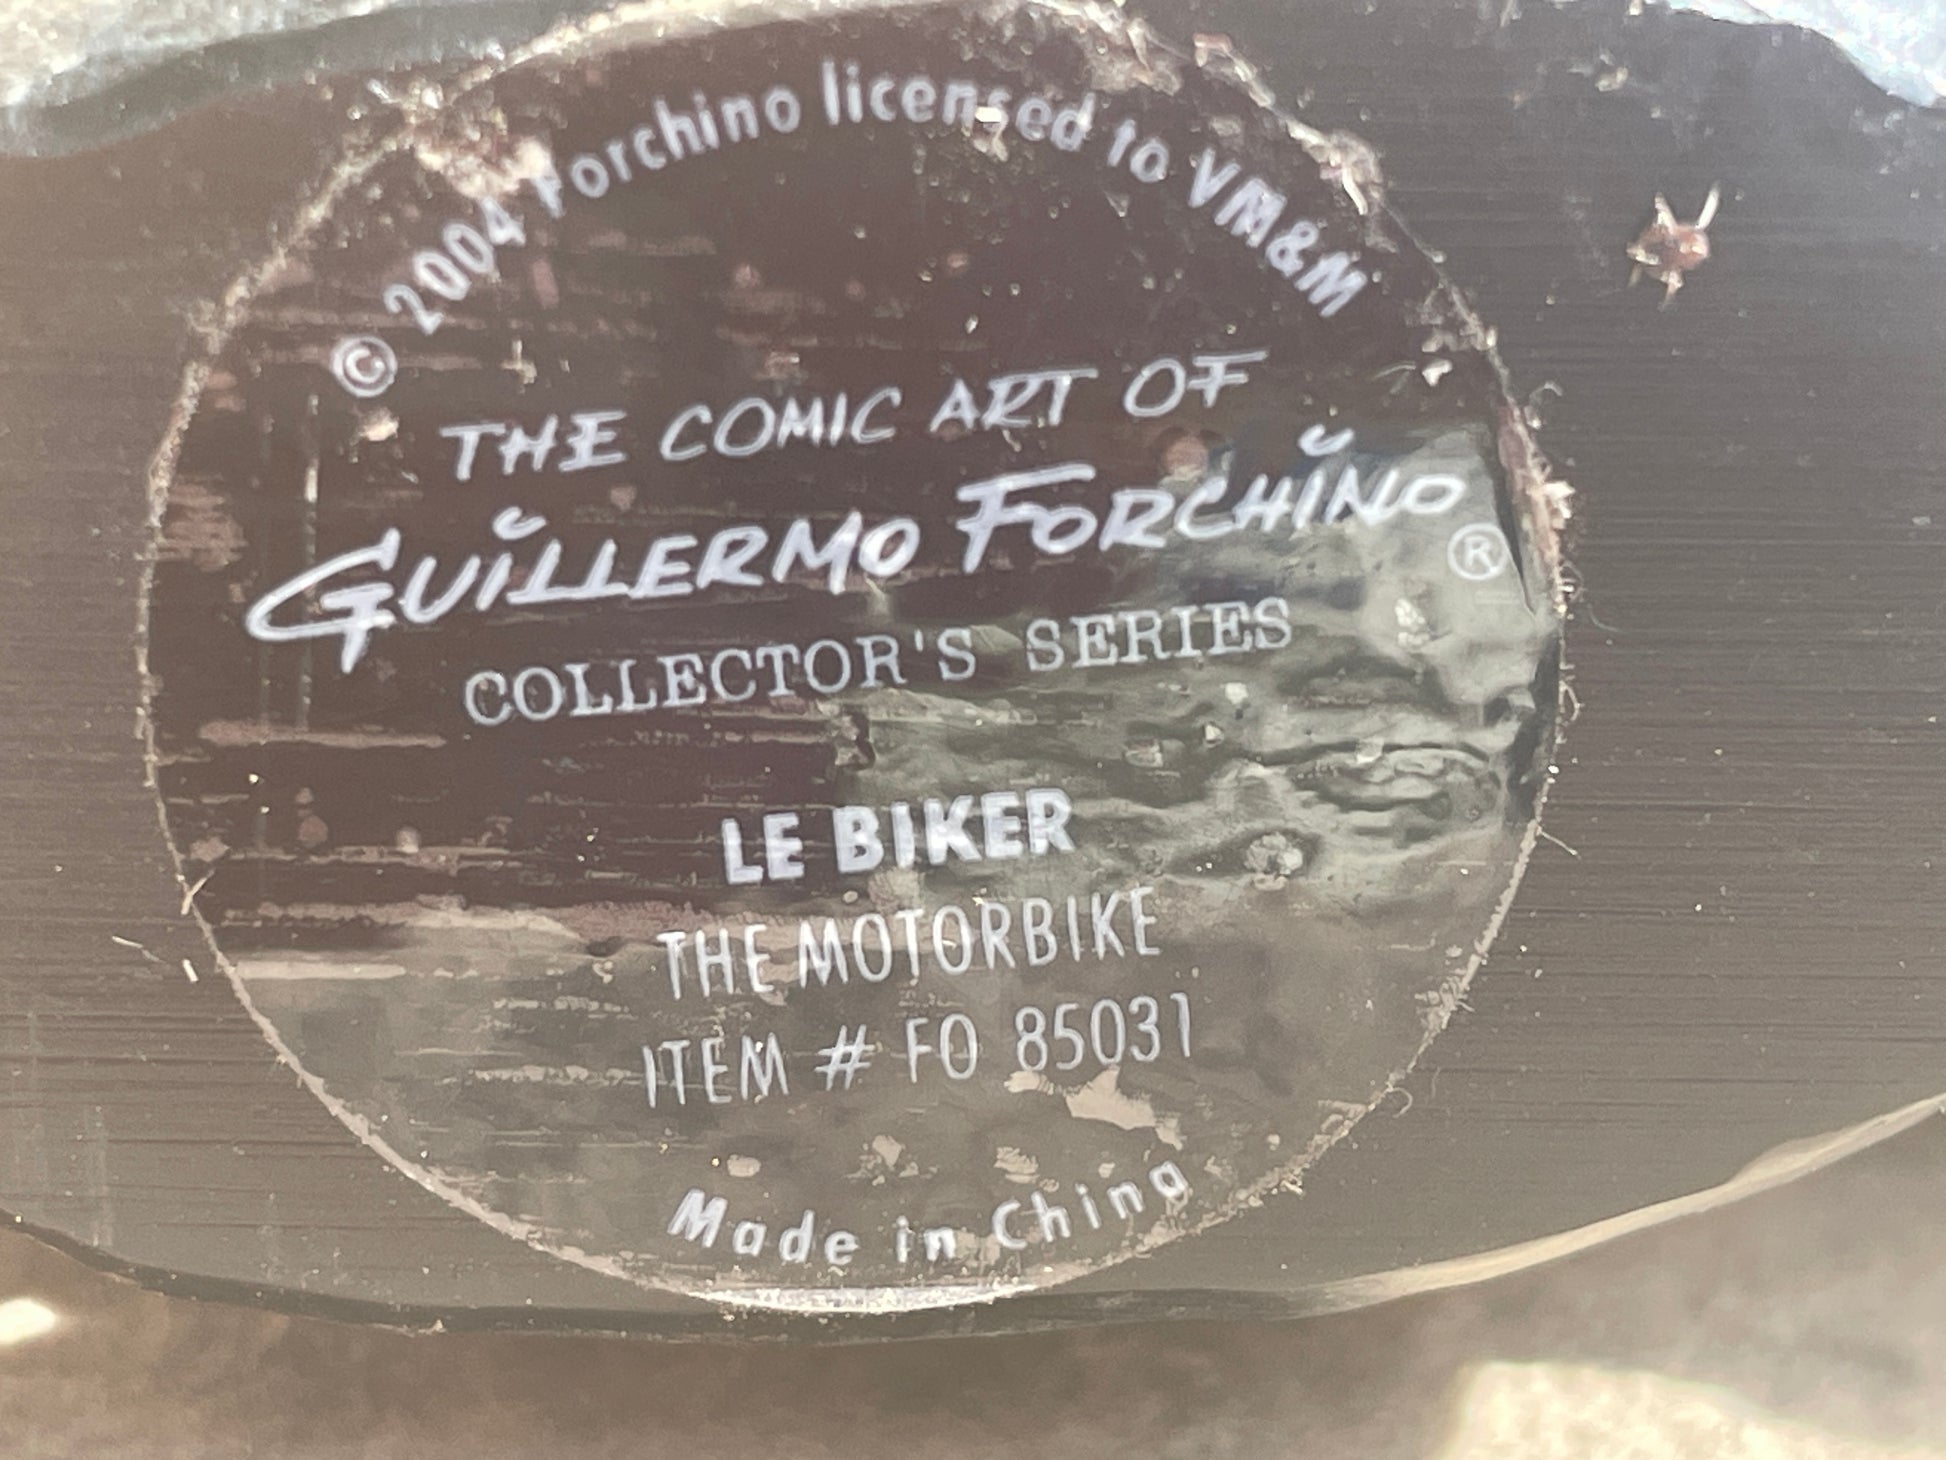 © 2004 Forchino licensed to VM&M
THE COMIC ART OF
GUILLERMO FORCHINO ®
COLLECTOR'S SERIES
LE BIKER
THE MOTORBIKE
ITEM # FO 85031
Made in China